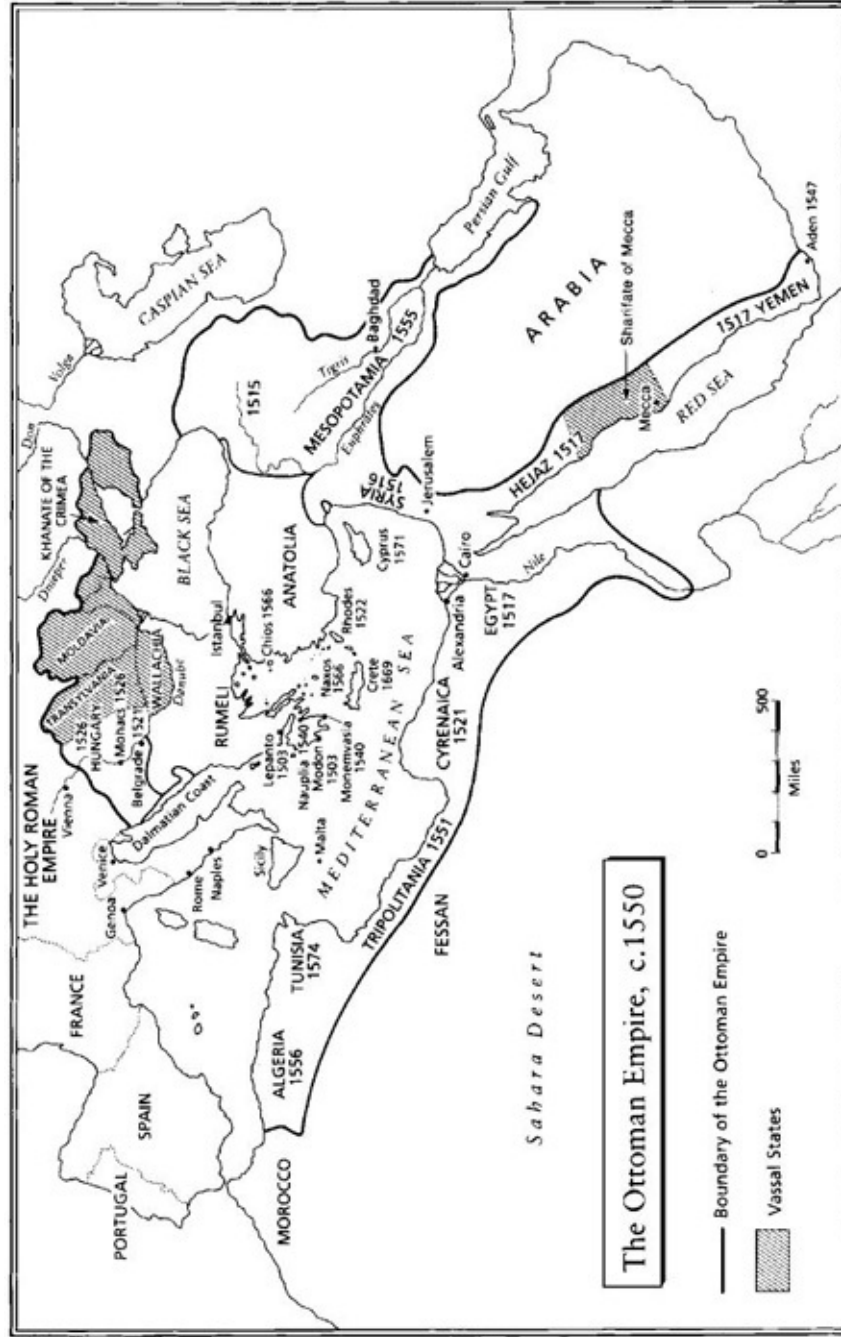 THE HOLY ROMAN
EMPIRE
FRANCE
PORTUGAL
SPAIN
MOROCCO
Genoa
Venice
Vienna
Rome
Naples
Sicily
Malta
Dalmatian Coast
1526
HUNGARY
Mohacs 1526
Belgrade 1521
TRANSYLVANIA
MOLDAVIA
WALLACHIA
Danube
Dnieper
Don
Volga
KHANATE OF THE
CRIMEA
BLACK SEA
CASPIAN SEA
RUMELI
Istanbul
ANATOLIA
Chios 1566
Lepanto
1503
Nauplia 1540
Modon
1503
Monemvasia
1540
Naxos
1566
Crete
1669
Rhodes
1522
Cyprus
1571
MEDITERRANEAN SEA
1515
MESOPOTAMIA 1555
Tigris
Euphrates
Baghdad
Persian Gulf
SYRIA
1516
Jerusalem
ARABIA
HEJAZ 1517
Sharifate of Mecca
Mecca
RED SEA
1517 YEMEN
Aden 1547
ALGERIA
1556
TUNISIA
1574
TRIPOLITANIA 1551
FESSAN
CYRENAICA
1521
Alexandria
Cairo
EGYPT
1517
Nile
Sahara Desert
The Ottoman Empire, c.1550
Boundary of the Ottoman Empire
Vassal States
0
500
Miles